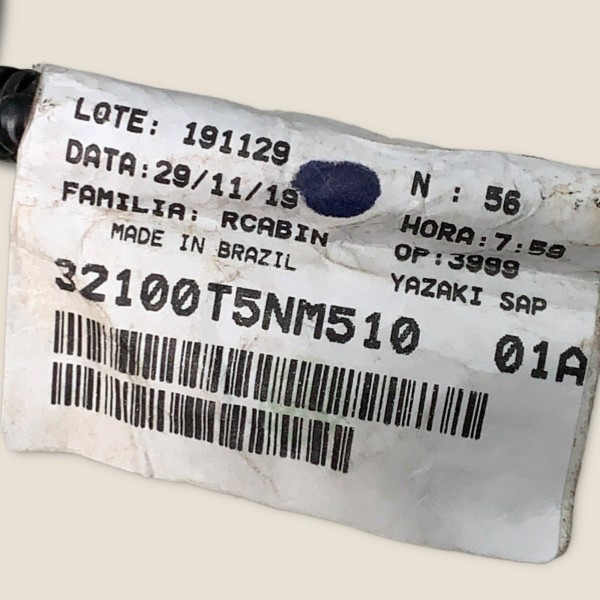 LOTE: 191129
N : 56
DATA:29/11/19
HORA:7:59
FAMILIA: RCABIN
OP:3999
MADE IN BRAZIL
YAZAKI SAP
32100T5NM510 01A